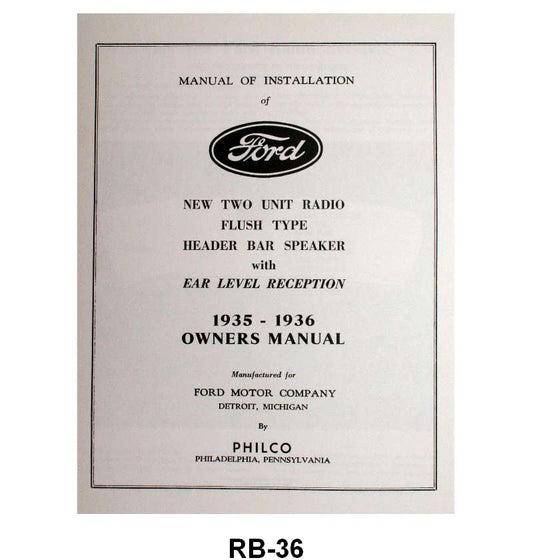 MANUAL OF INSTALLATION
of
Ford
NEW TWO UNIT RADIO
FLUSH TYPE
HEADER BAR SPEAKER
with
EAR LEVEL RECEPTION
1935 - 1936
OWNERS MANUAL
Manufactured for
FORD MOTOR COMPANY
DETROIT, MICHIGAN
By
PHILCO
PHILADELPHIA, PENNSYLVANIA
RB-36